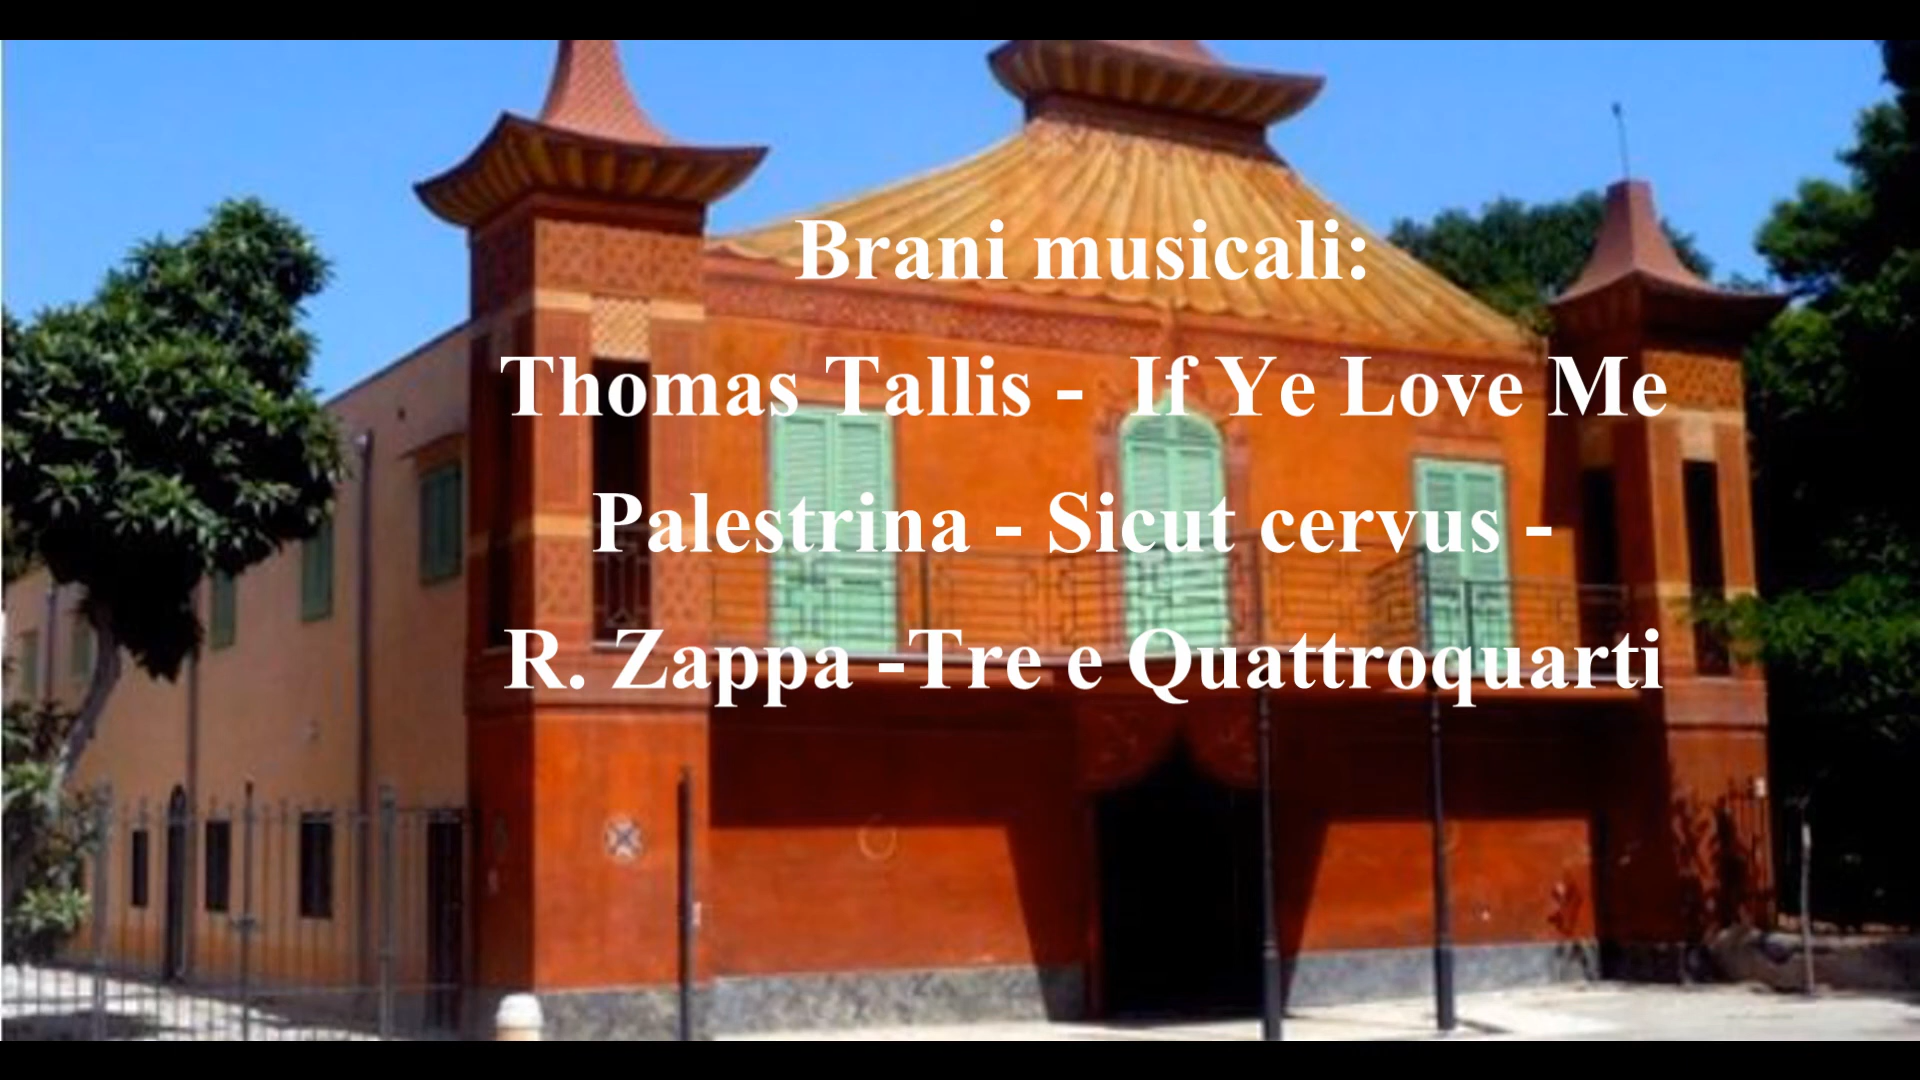 Brani musicali:
Thomas Tallis - If Ye Love Me
Palestrina - Sicut cervus -
R. Zappa -Tre e Quattroquarti